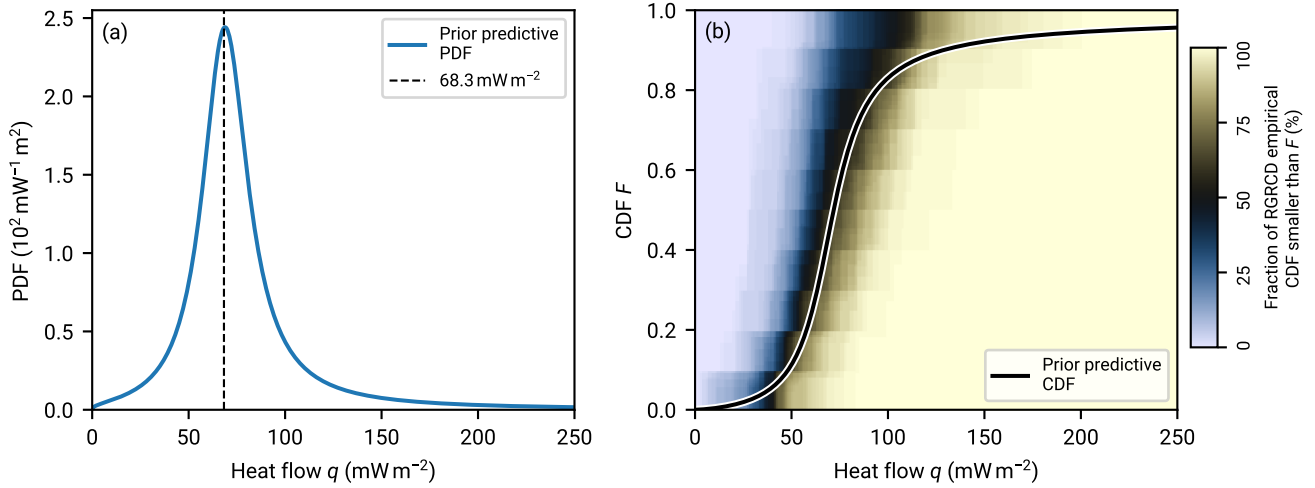 (a)
Prior predictive
PDF
68.3 mW m⁻²
2.5
2.0
1.5
1.0
0.5
0.0
PDF (10² mW⁻¹ m²)
0 50 100 150 200 250
Heat flow q (mW m⁻²)
(b)
1.0
0.8
0.6
0.4
0.2
0.0
CDF F
Prior predictive
CDF
0 50 100 150 200 250
Heat flow q (mW m⁻²)
100
75
50
25
0
Fraction of RGRCD empirical
CDF smaller than F (%)